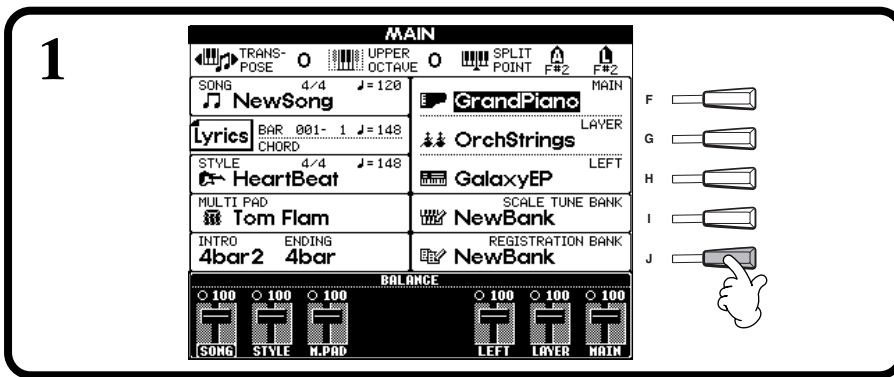 1
MAIN
TRANS-POSE 0 UPPER OCTAVE 0 SPLIT POINT A F#2 L F#2
SONG 4/4 ♩=120
NewSong
Lyrics BAR 001- 1 ♩=148
CHORD
STYLE 4/4 ♩=148
HeartBeat
MULTI PAD
Tom Flam
INTRO ENDING
4bar2 4bar
MAIN
GrandPiano
LAYER
OrchStrings
LEFT
GalaxyEP
SCALE TUNE BANK
NewBank
REGISTRATION BANK
NewBank
F
G
H
I
J
BALANCE
100 100 100 100 100 100
SONG STYLE M.PAD LEFT LAYER MAIN